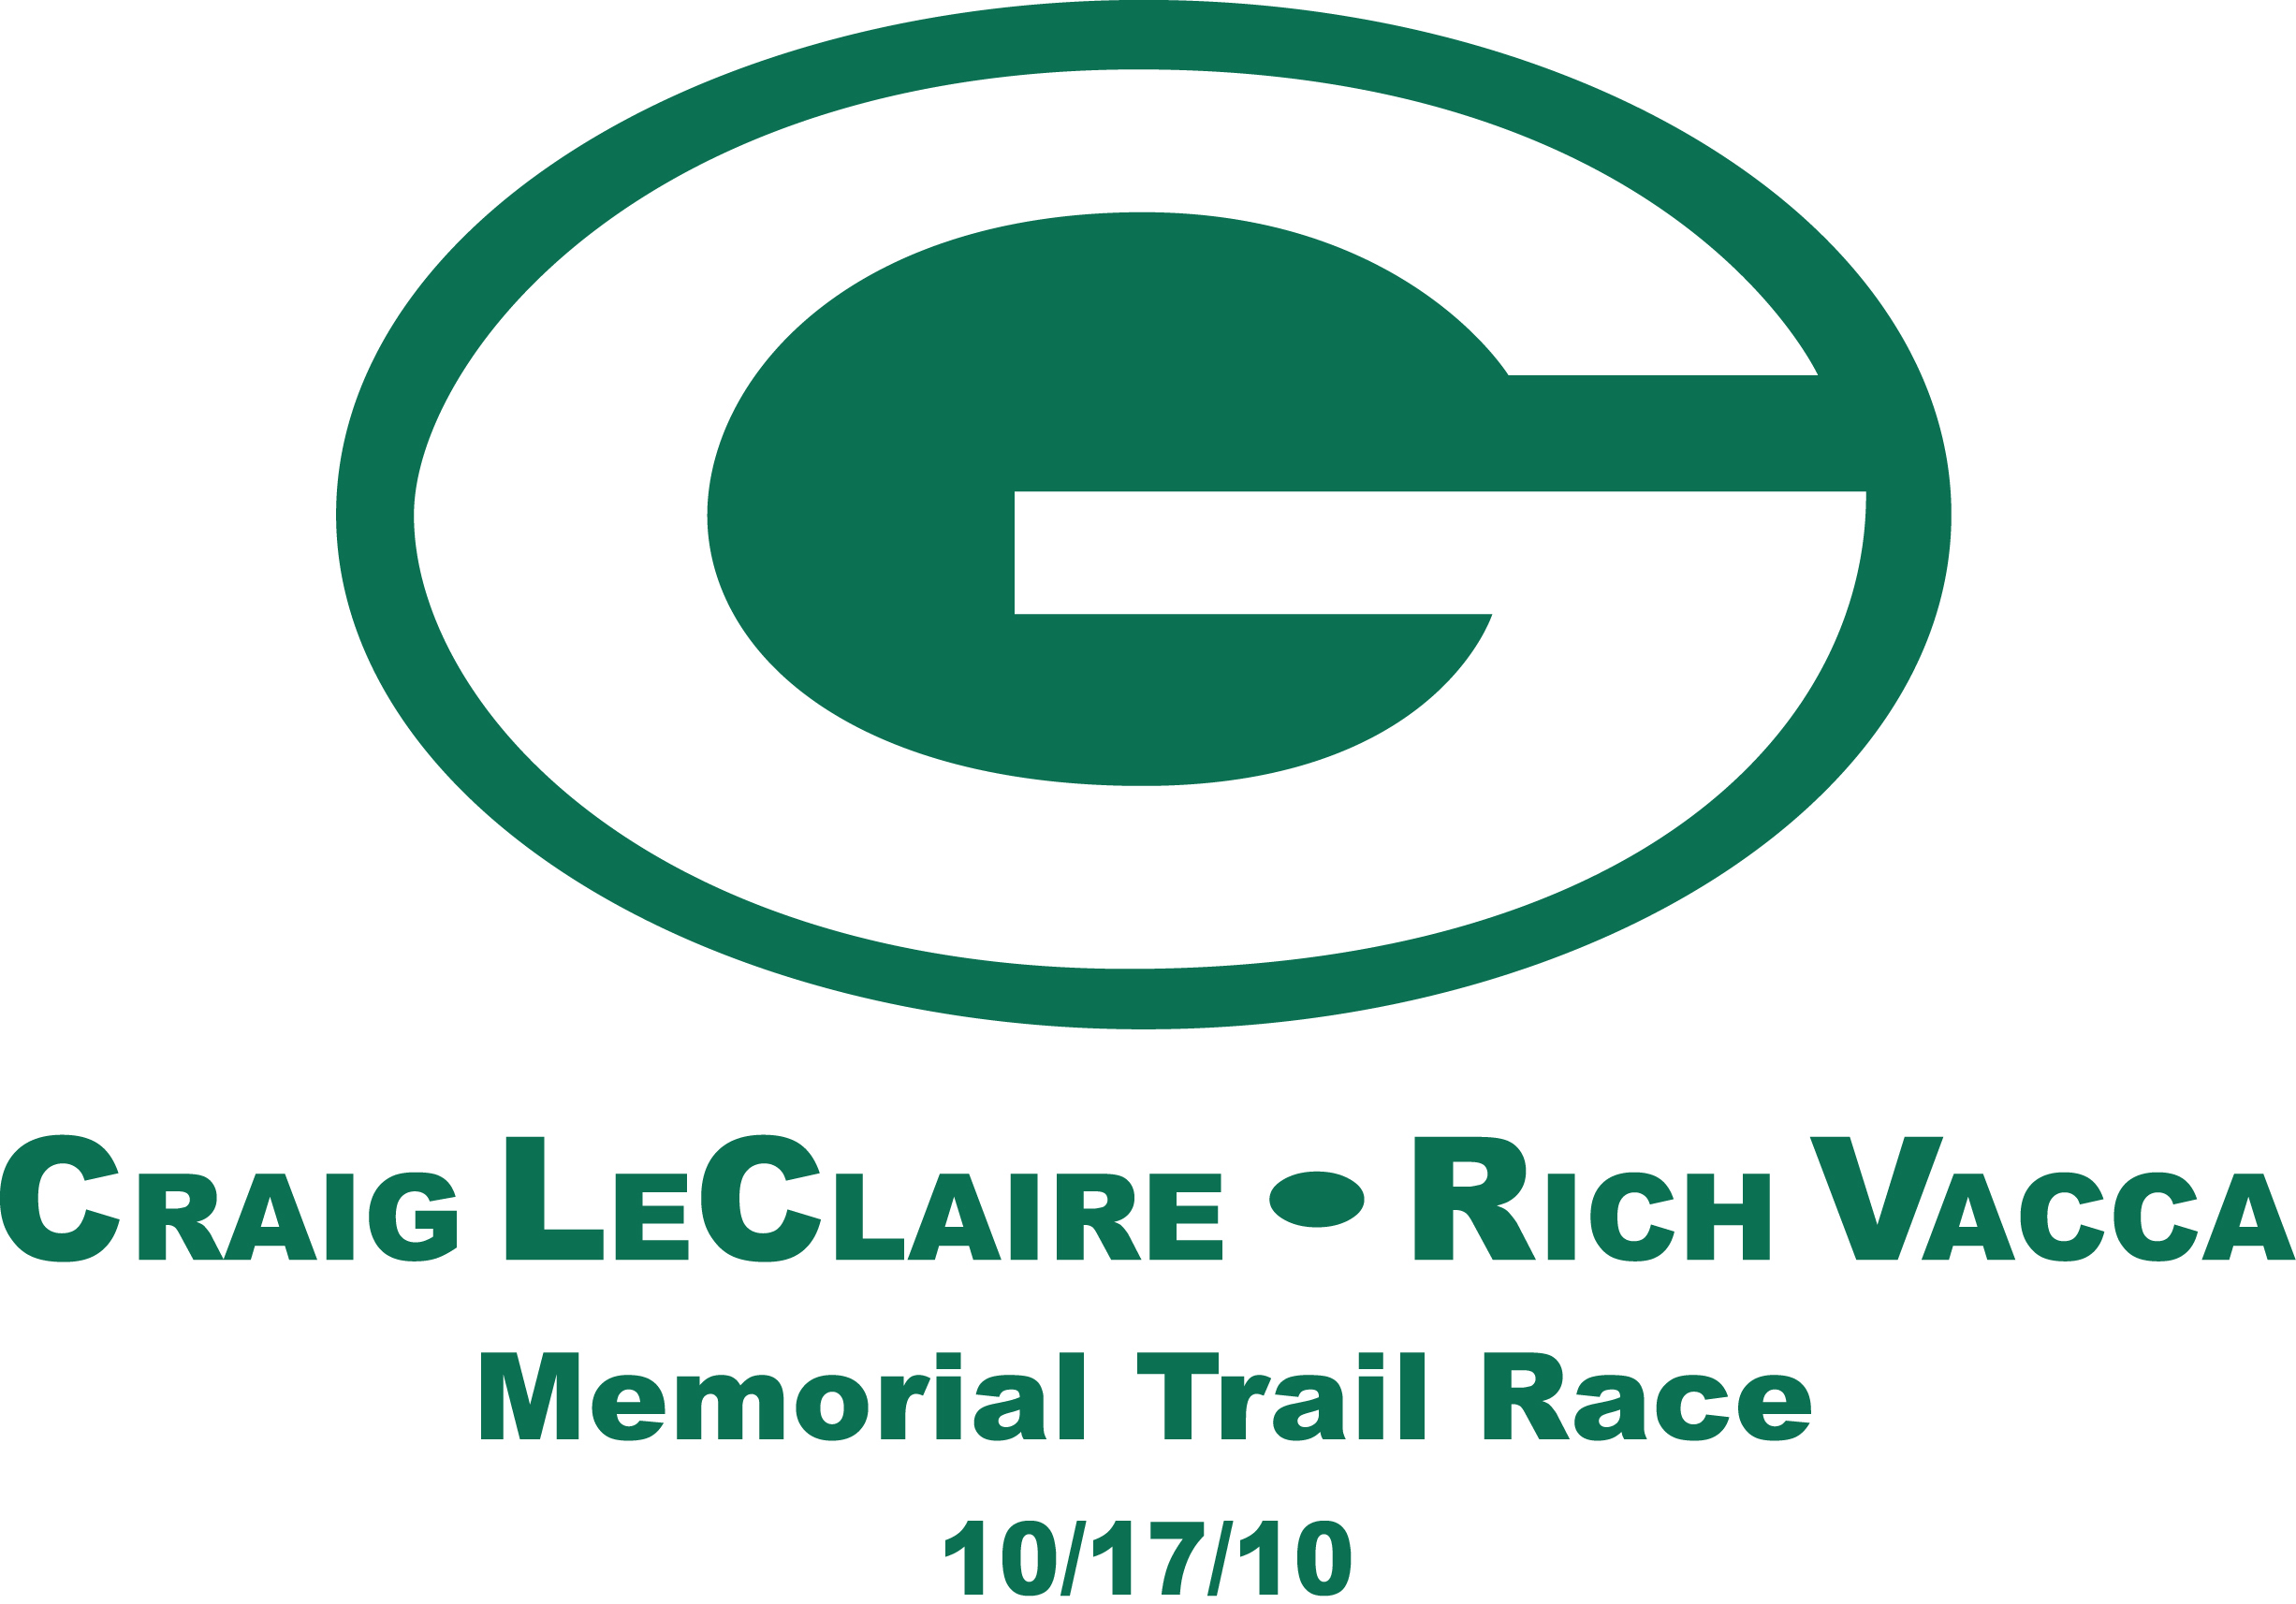 G
CRAIG LECLAIRE • RICH VACCA
Memorial Trail Race
10/17/10